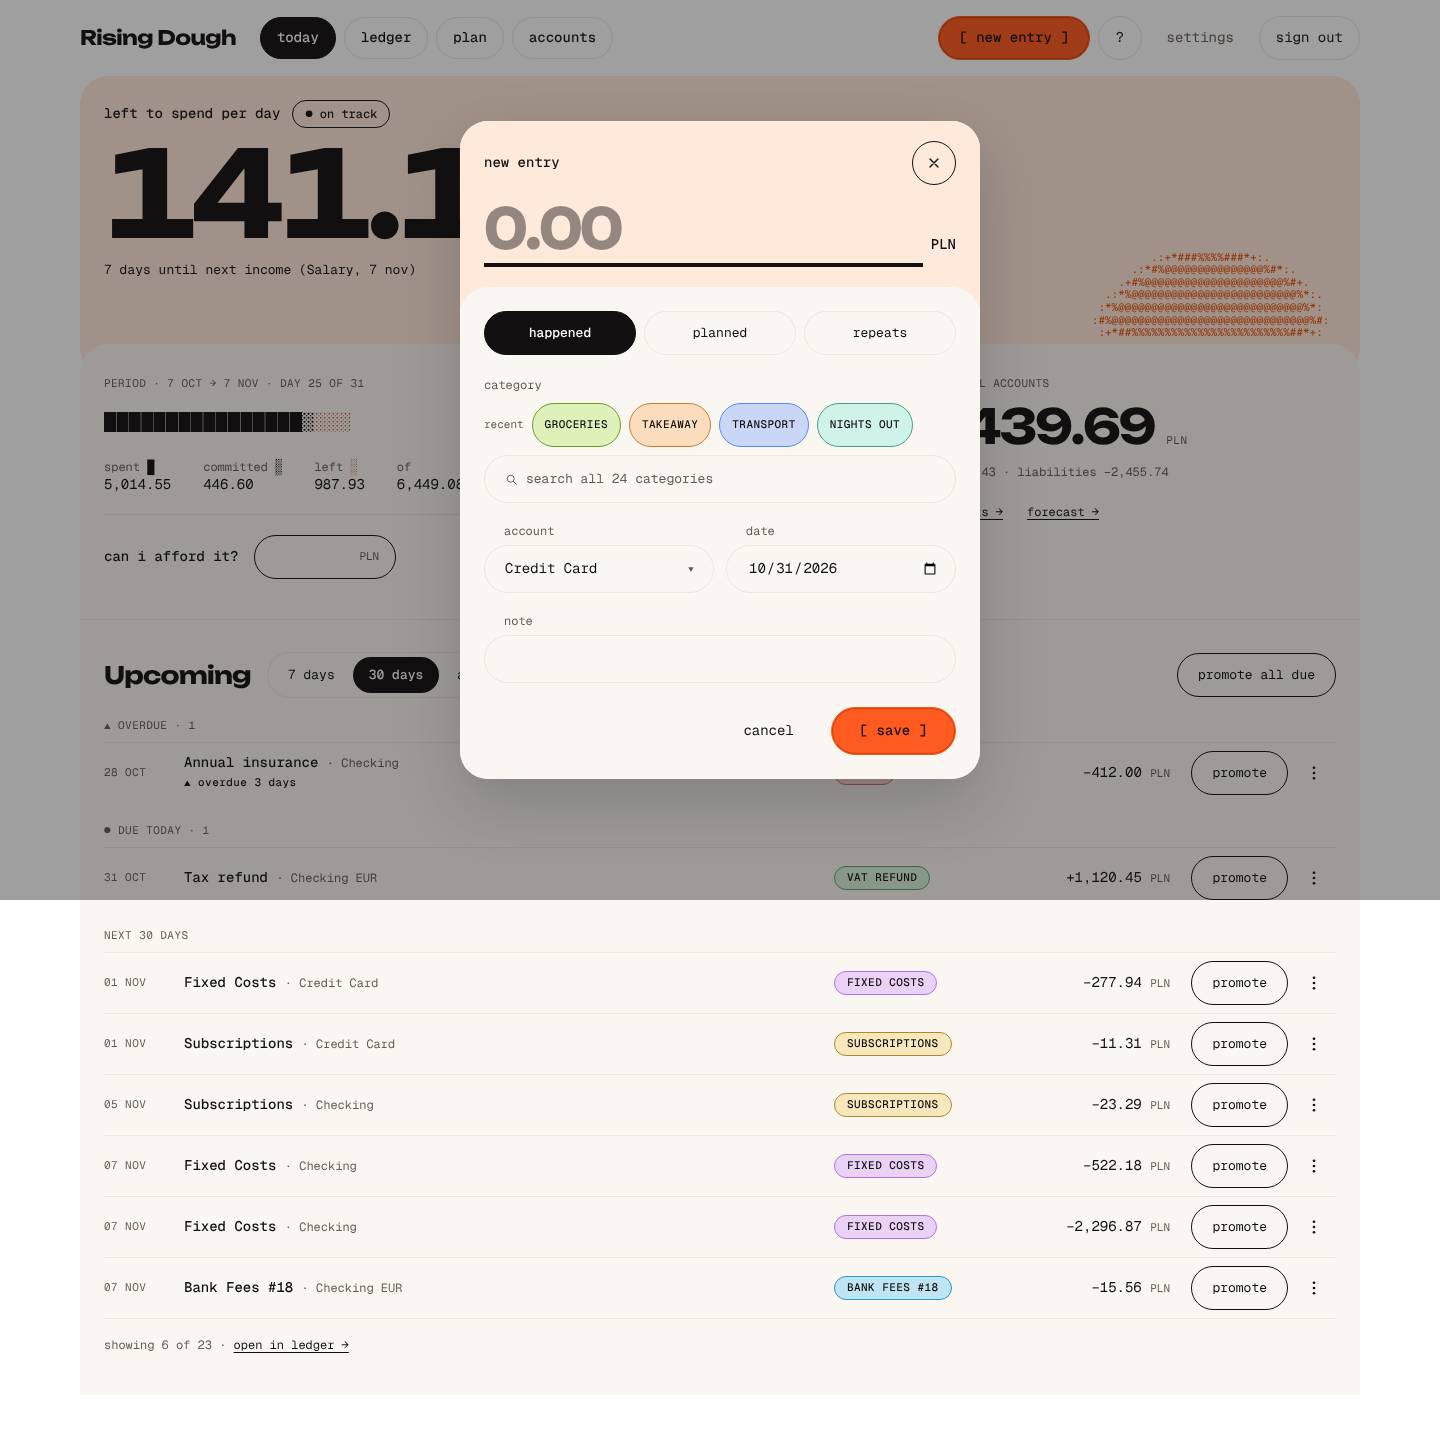 Rising Dough today ledger plan accounts [ new entry ] ? settings sign out
left to spend per day ● on track
141.1
7 days until next income (Salary, 7 nov)
new entry
0.00 PLN
happened planned repeats
category
recent GROCERIES TAKEAWAY TRANSPORT NIGHTS OUT
search all 24 categories
account date
Credit Card 10/31/2026
note
cancel [ save ]
PERIOD · 7 OCT → 7 NOV · DAY 25 OF 31
spent committed left of
5,014.55 446.60 987.93 6,449.08
can i afford it? PLN
L ACCOUNTS
439.69 PLN
43 · liabilities −2,455.74
s → forecast →
Upcoming 7 days 30 days promote all due
▲ OVERDUE · 1
28 OCT Annual insurance · Checking −412.00 PLN promote
▲ overdue 3 days
● DUE TODAY · 1
31 OCT Tax refund · Checking EUR VAT REFUND +1,120.45 PLN promote
NEXT 30 DAYS
01 NOV Fixed Costs · Credit Card FIXED COSTS −277.94 PLN promote
01 NOV Subscriptions · Credit Card SUBSCRIPTIONS −11.31 PLN promote
05 NOV Subscriptions · Checking SUBSCRIPTIONS −23.29 PLN promote
07 NOV Fixed Costs · Checking FIXED COSTS −522.18 PLN promote
07 NOV Fixed Costs · Checking FIXED COSTS −2,296.87 PLN promote
07 NOV Bank Fees #18 · Checking EUR BANK FEES #18 −15.56 PLN promote
showing 6 of 23 · open in ledger →